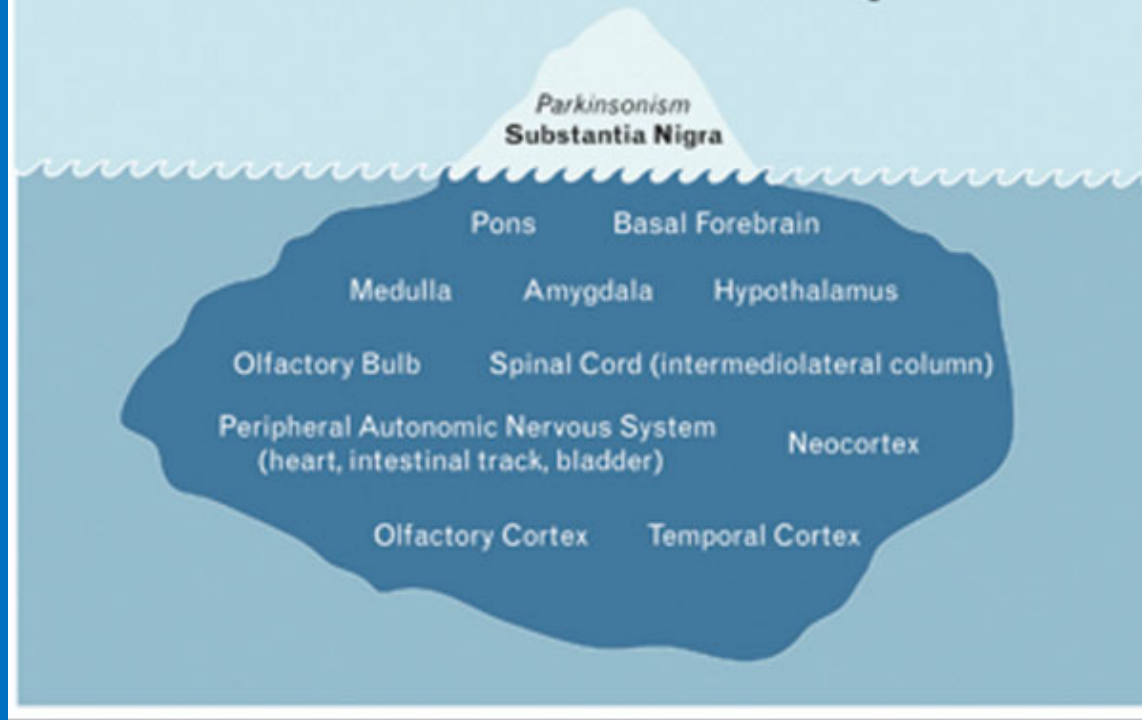 Parkinsonism
Substantia Nigra
Pons Basal Forebrain
Medulla Amygdala Hypothalamus
Olfactory Bulb Spinal Cord (intermediolateral column)
Peripheral Autonomic Nervous System
(heart, intestinal track, bladder)
Neocortex
Olfactory Cortex Temporal Cortex